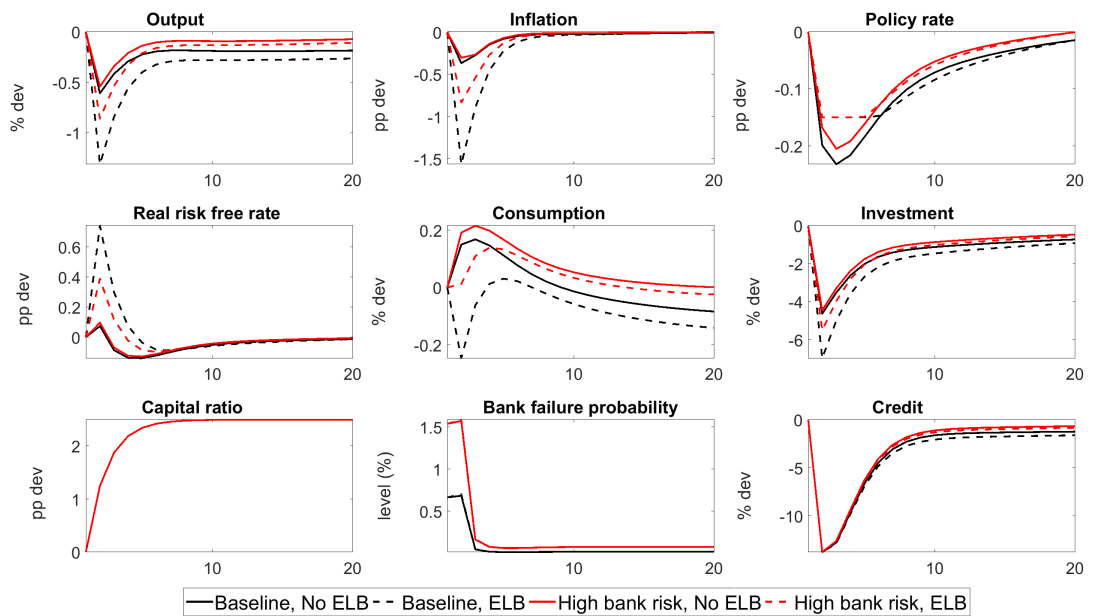 Output
Inflation
Policy rate
0
-0.5
-1
% dev
10
20
0
-0.5
-1.0
-1.5
pp dev
10
20
0
-0.1
-0.2
pp dev
10
20
Real risk free rate
Consumption
Investment
0.6
0.4
0.2
0
pp dev
10
20
0.2
0
-0.2
% dev
10
20
0
-2
-4
-6
% dev
10
20
Capital ratio
Bank failure probability
Credit
2
1
0
pp dev
10
20
1.5
1
0.5
level (%)
10
20
0
-5
-10
% dev
10
20
Baseline, No ELB
Baseline, ELB
High bank risk, No ELB
High bank risk, ELB